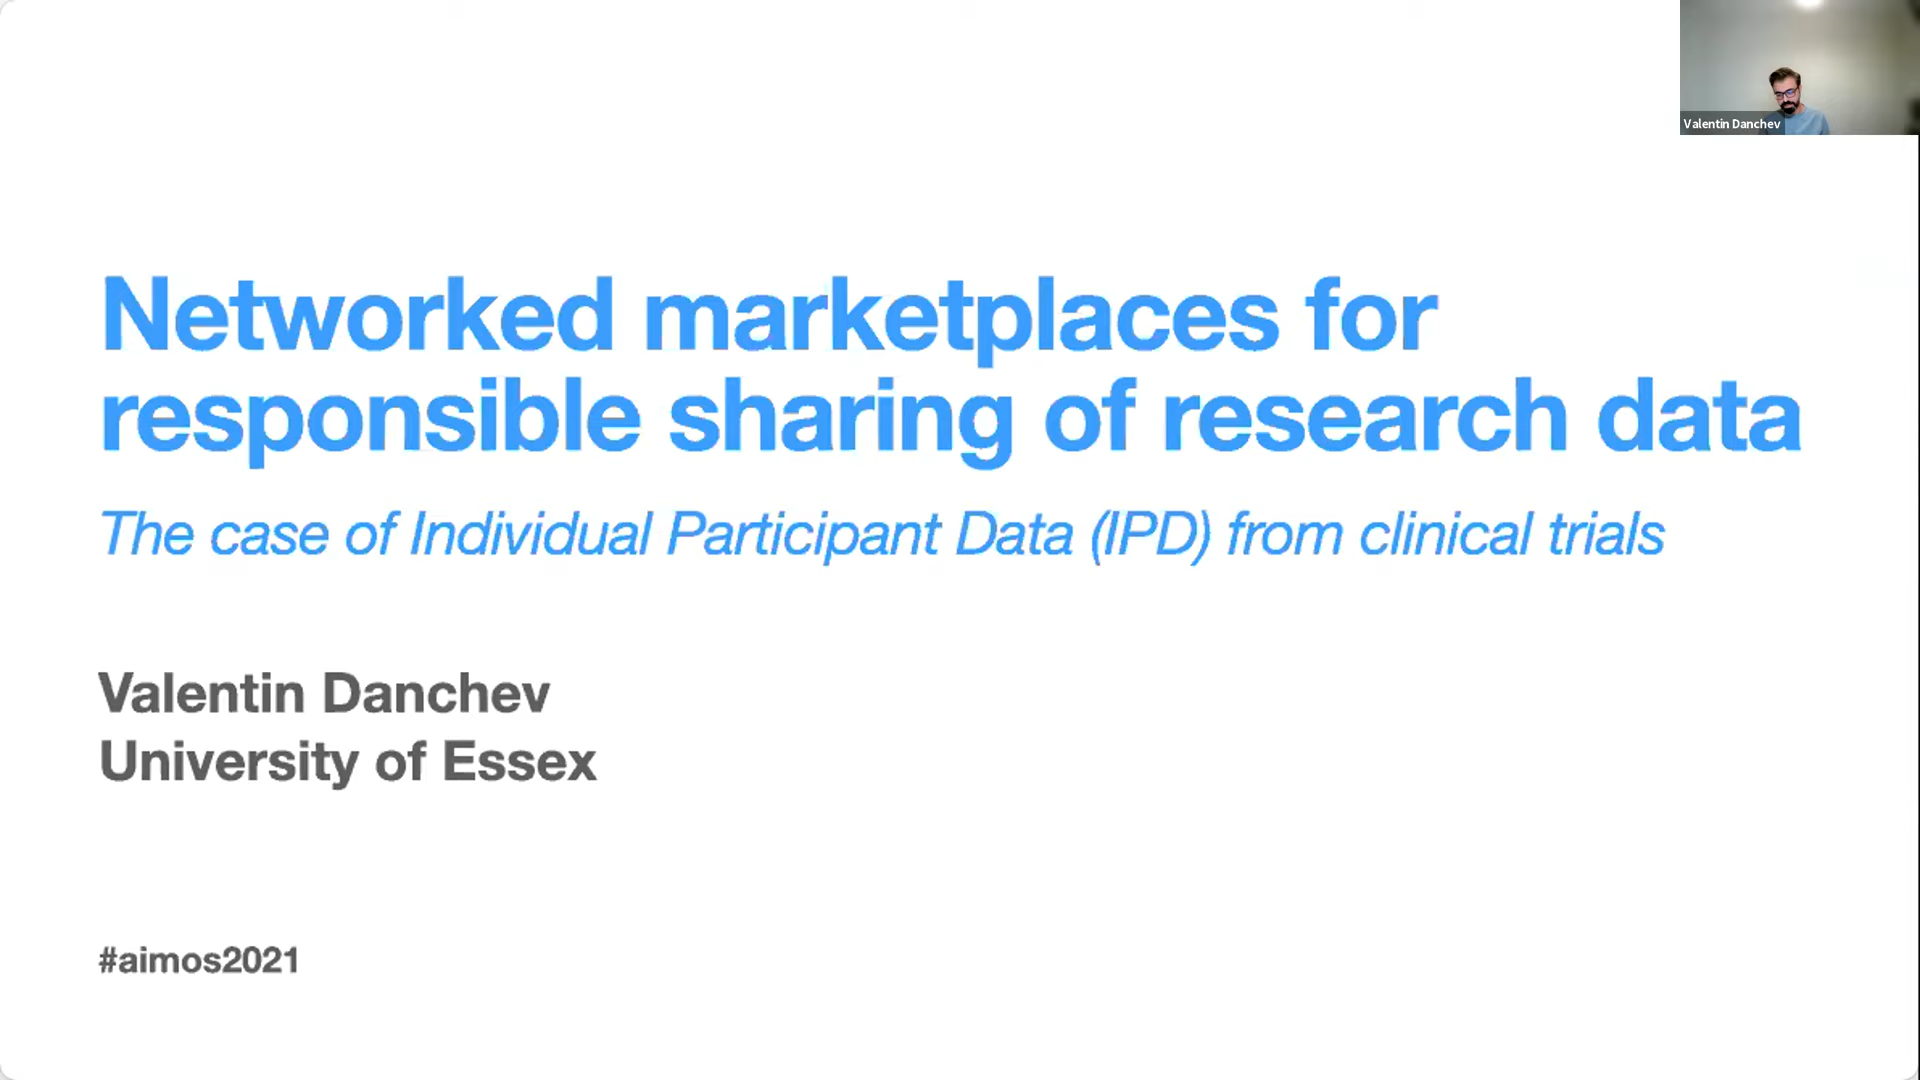 Valentin Danchev
Networked marketplaces for
responsible sharing of research data
The case of Individual Participant Data (IPD) from clinical trials
Valentin Danchev
University of Essex
#aimos2021